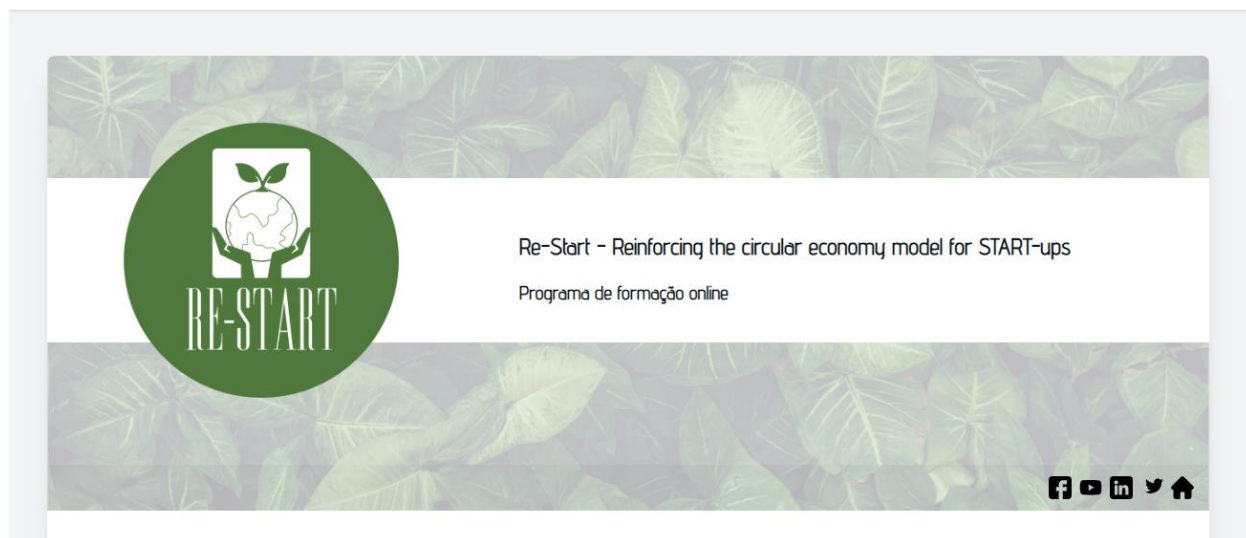 RE-START
Re-Start - Reinforcing the circular economy model for START-ups
Programa de formação online